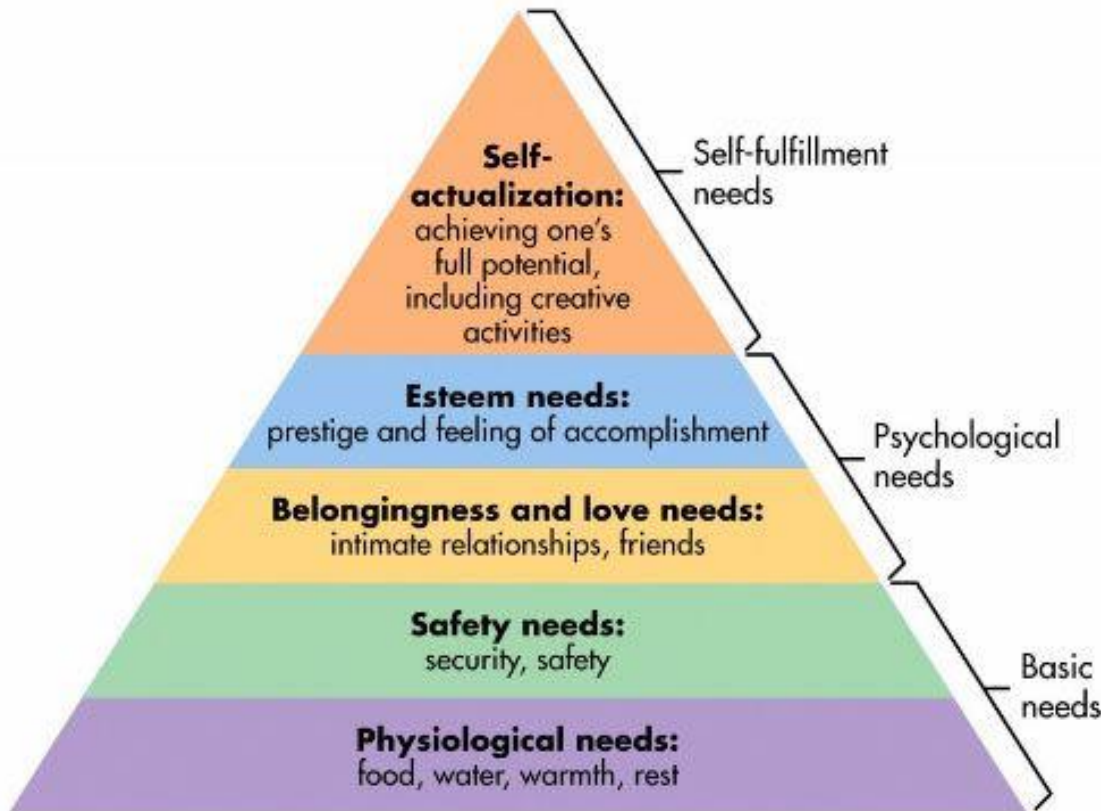 Self-
actualization:
achieving one's
full potential,
including creative
activities
Self-fulfillment
needs
Esteem needs:
prestige and feeling of accomplishment
Belongingness and love needs:
intimate relationships, friends
Psychological
needs
Safety needs:
security, safety
Physiological needs:
food, water, warmth, rest
Basic
needs